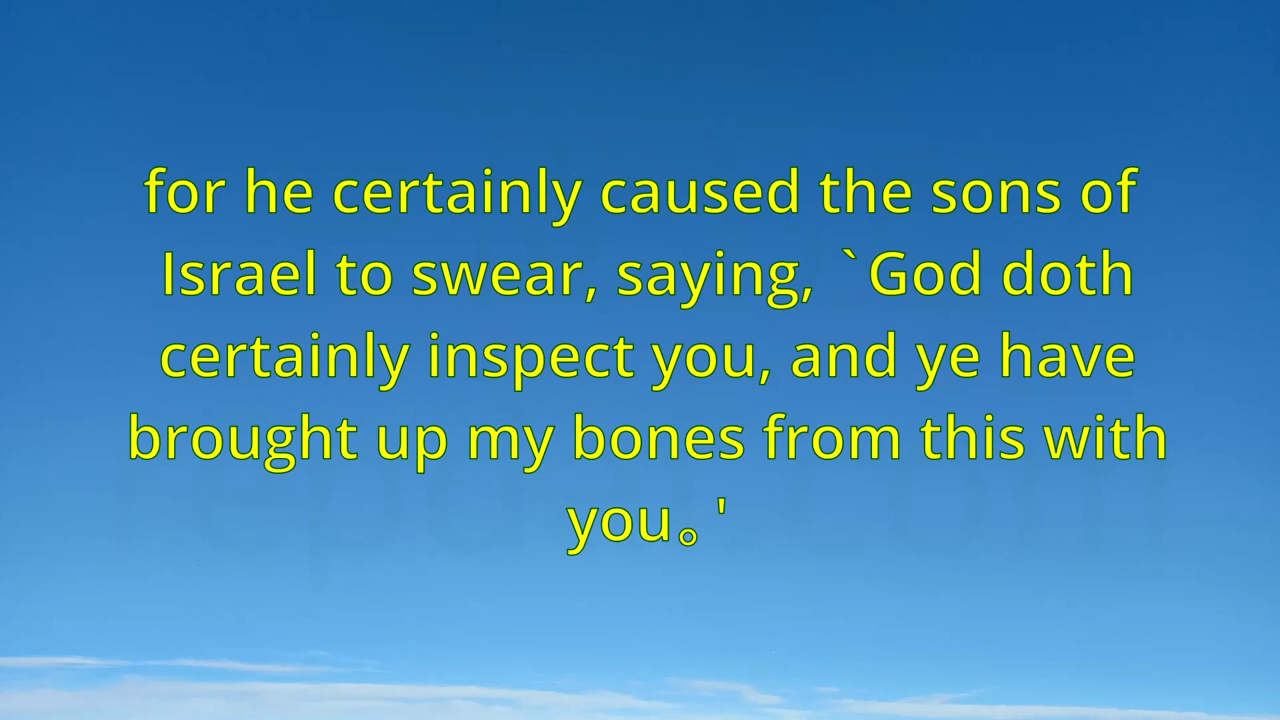 for he certainly caused the sons of
Israel to swear, saying, `God doth
certainly inspect you, and ye have
brought up my bones from this with
you。'